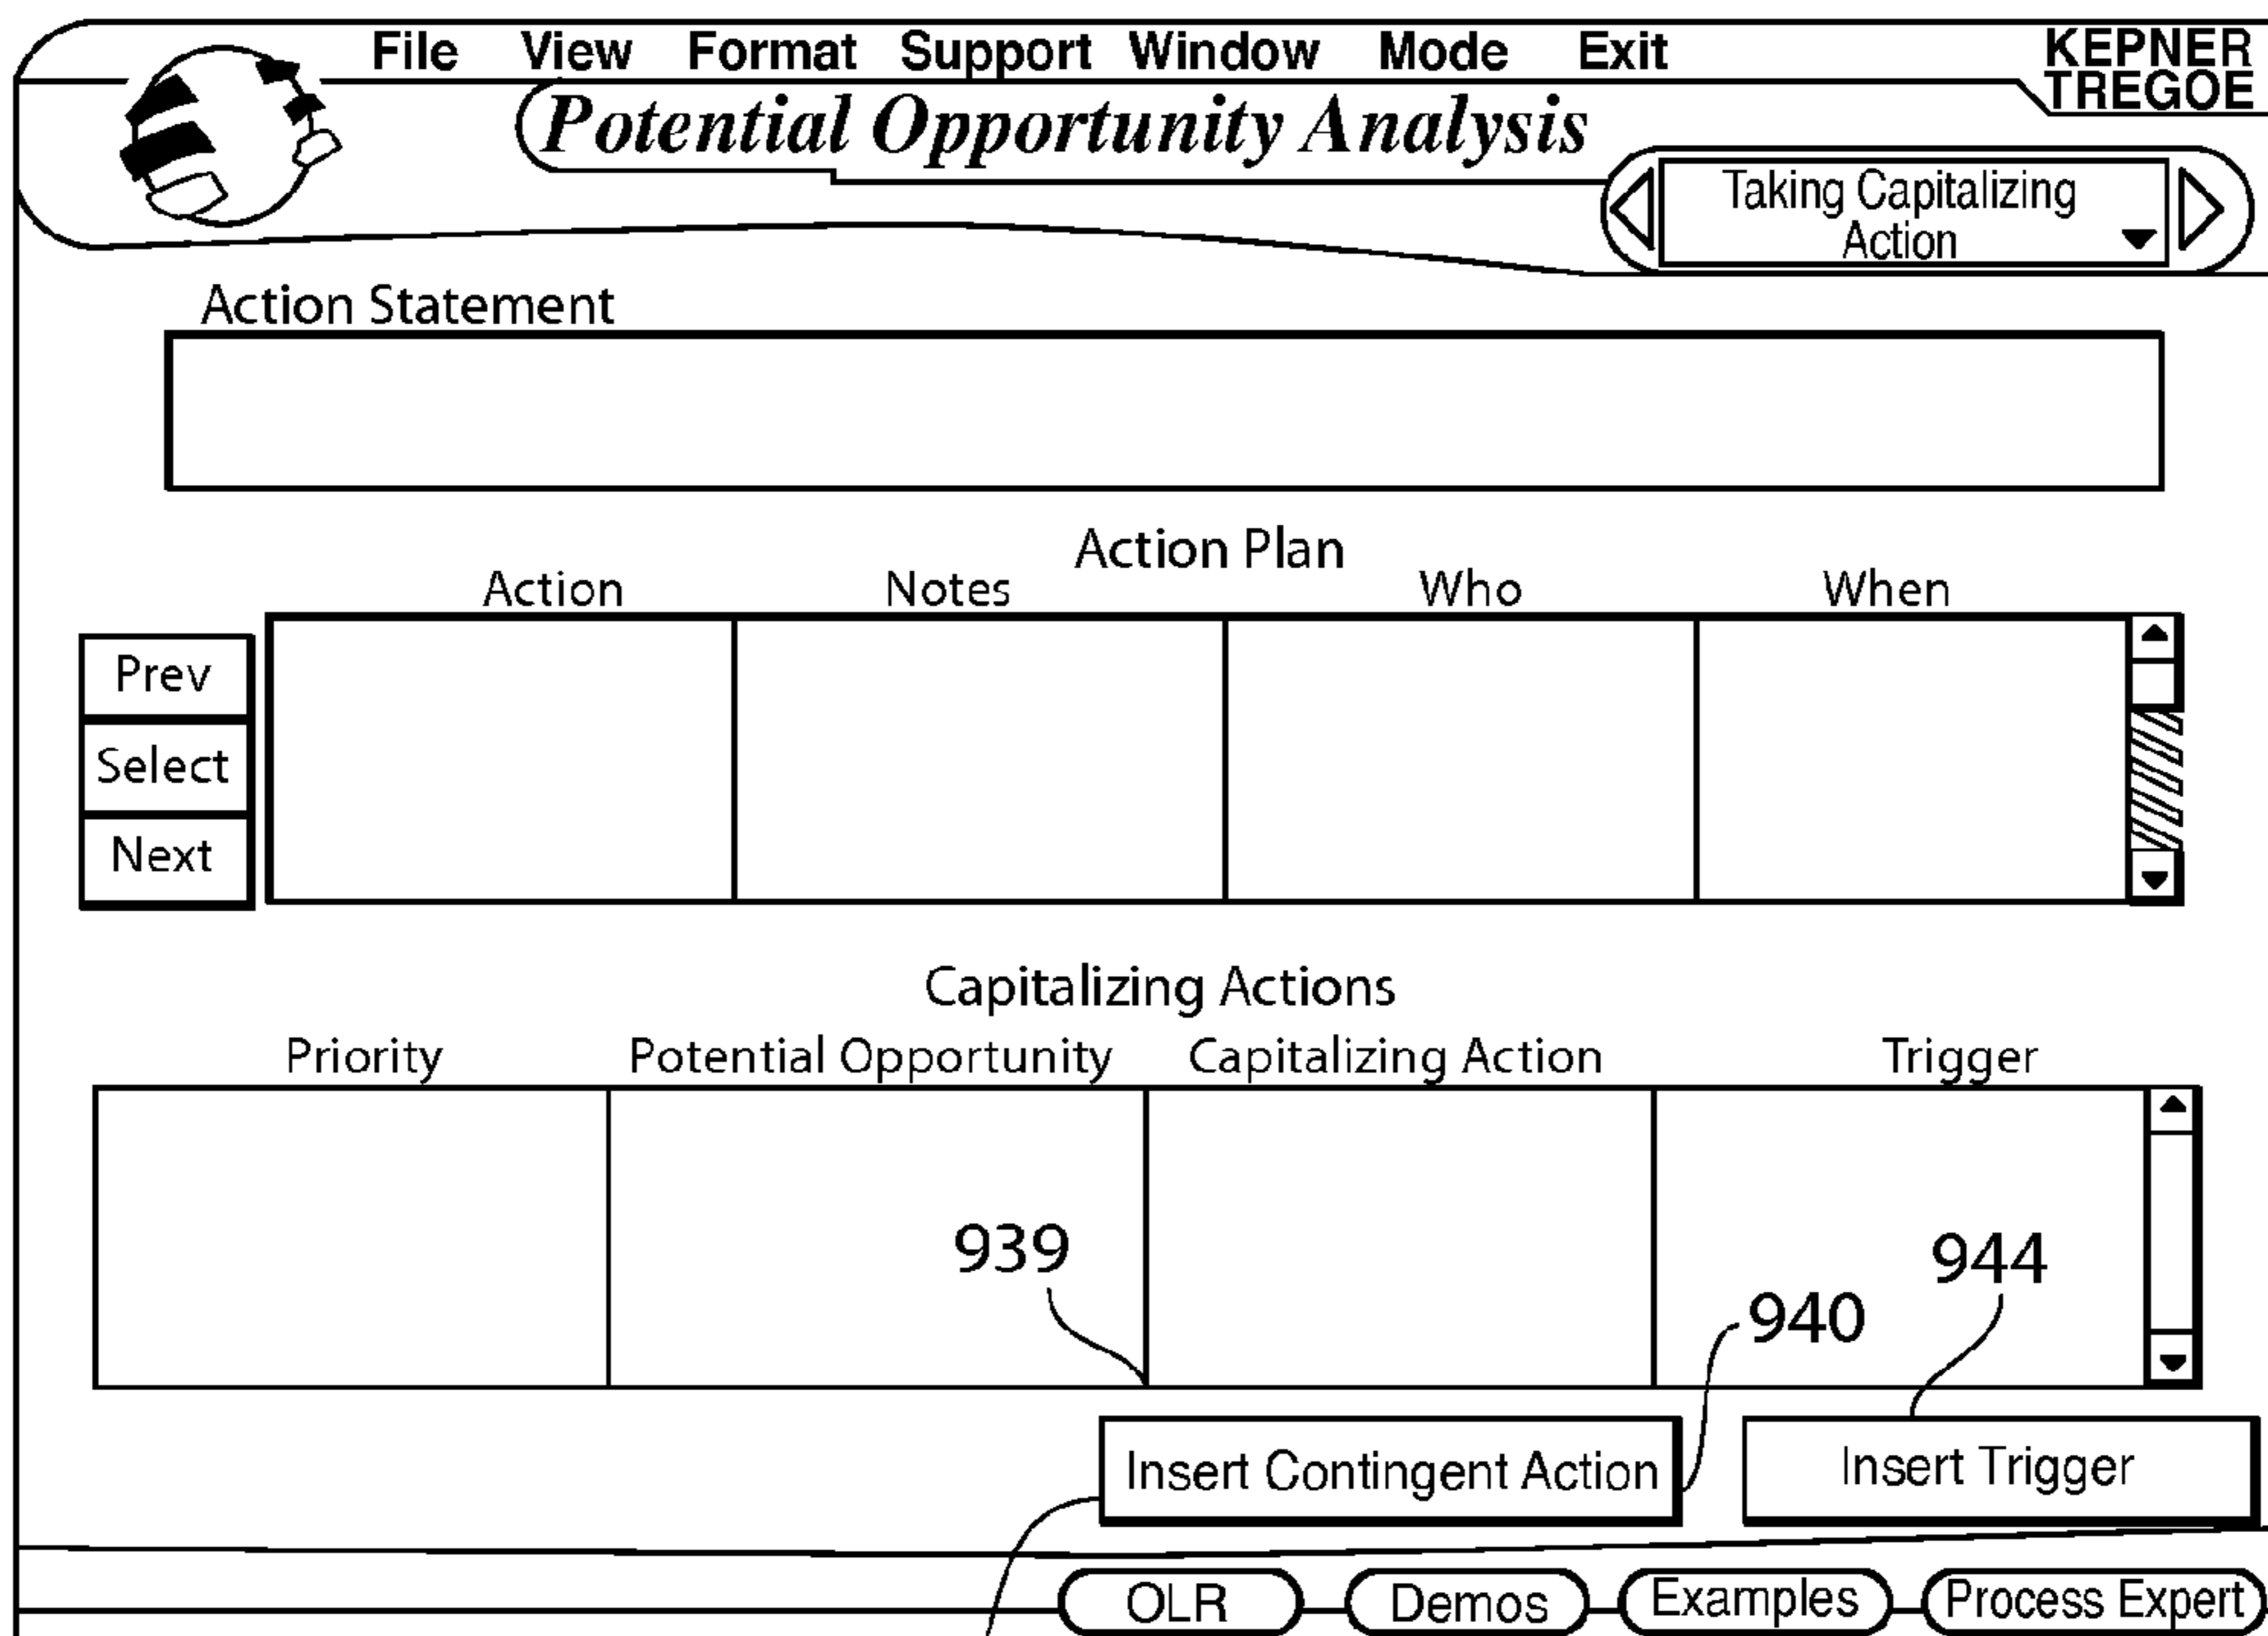 File View Format Support Window Mode Exit
KEPNER
TREGOE
Potential Opportunity Analysis
Taking Capitalizing
Action
Action Statement
Action Plan
Action Notes Who When
Prev
Select
Next
Capitalizing Actions
Priority Potential Opportunity Capitalizing Action Trigger
939
944
940
Insert Contingent Action Insert Trigger
OLR Demos Examples Process Expert